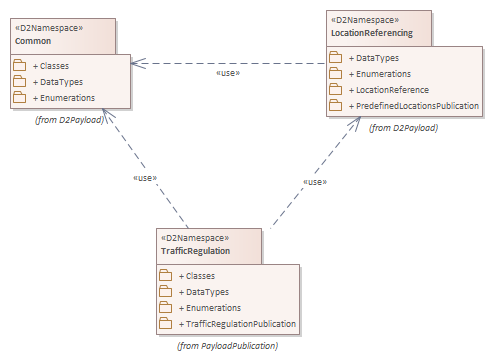 «D2Namespace»
Common
+ Classes
+ DataTypes
+ Enumerations
(from D2Payload)
«D2Namespace»
LocationReferencing
+ DataTypes
+ Enumerations
+ LocationReference
+ PredefinedLocationsPublication
(from D2Payload)
«use»
«use»
«use»
«D2Namespace»
TrafficRegulation
+ Classes
+ DataTypes
+ Enumerations
+ TrafficRegulationPublication
(from PayloadPublication)